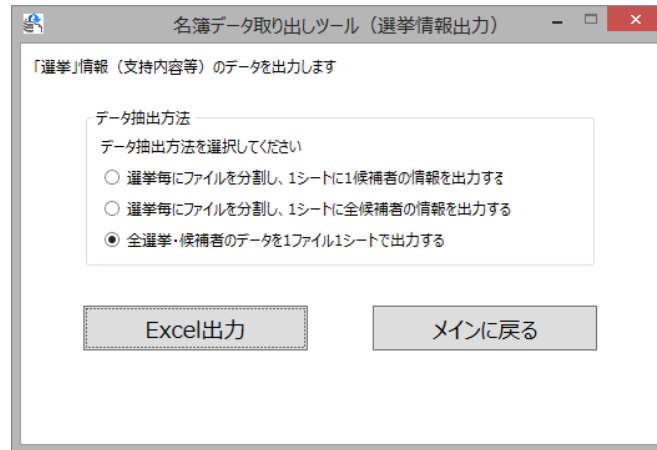 名簿データ取り出しツール（選挙情報出力）
「選挙」情報（支持内容等）のデータを出力します
データ抽出方法
データ抽出方法を選択してください
選挙毎にファイルを分割し、1シートに1候補者の情報を出力する
選挙毎にファイルを分割し、1シートに全候補者の情報を出力する
全選挙・候補者のデータを1ファイル1シートで出力する
Excel出力
メインに戻る